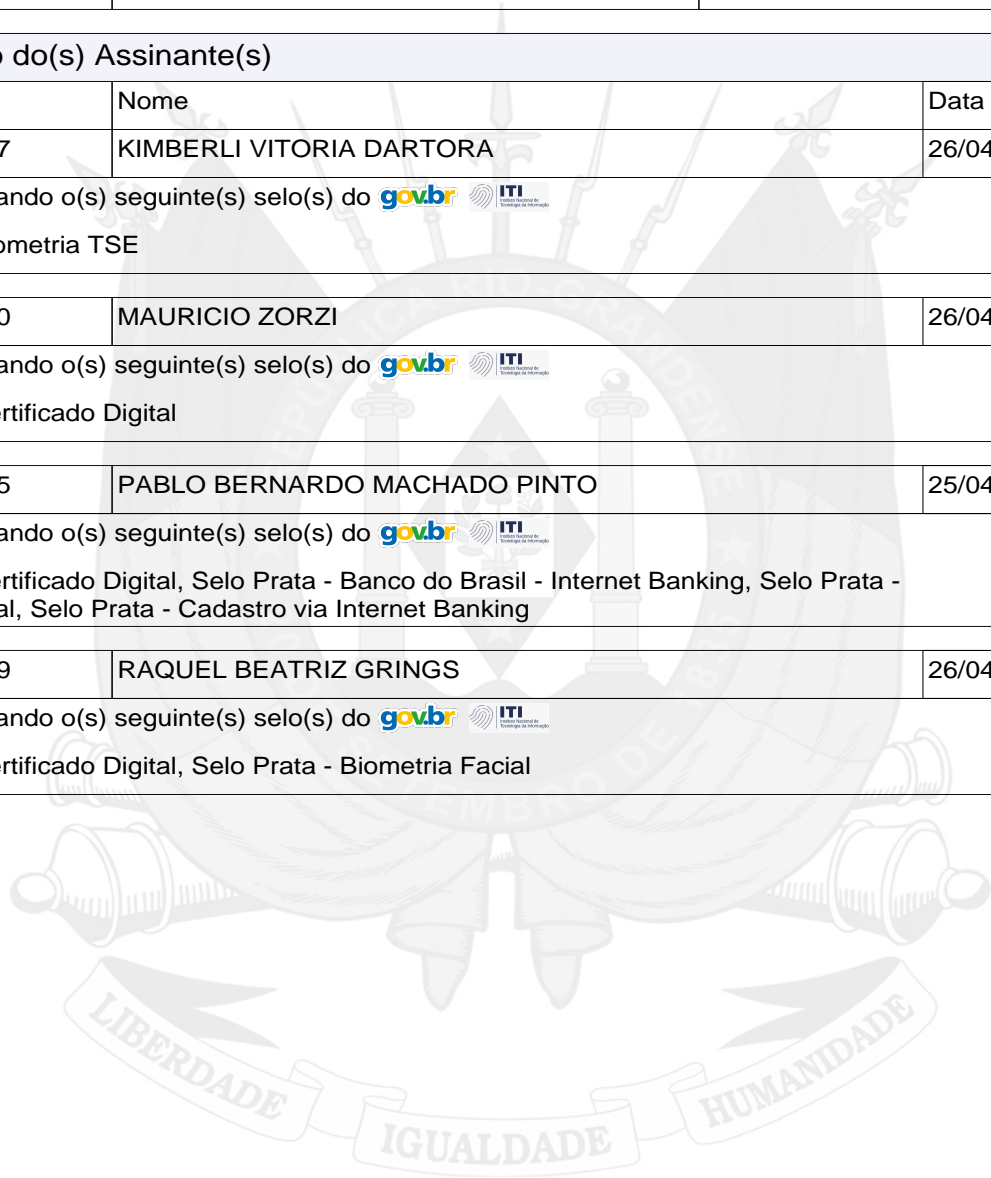 o do(s) Assinante(s)
Nome Data
7 KIMBERLI VITORIA DARTORA 26/04
ando o(s) seguinte(s) selo(s) do gov.br ITI
ometria TSE
0 MAURICIO ZORZI 26/04
ando o(s) seguinte(s) selo(s) do gov.br ITI
ertificado Digital
5 PABLO BERNARDO MACHADO PINTO 25/04
ando o(s) seguinte(s) selo(s) do gov.br ITI
ertificado Digital, Selo Prata - Banco do Brasil - Internet Banking, Selo Prata -
al, Selo Prata - Cadastro via Internet Banking
9 RAQUEL BEATRIZ GRINGS 26/04
ando o(s) seguinte(s) selo(s) do gov.br ITI
ertificado Digital, Selo Prata - Biometria Facial
LIBERDADE
IGUALDADE
HUMANIDADE